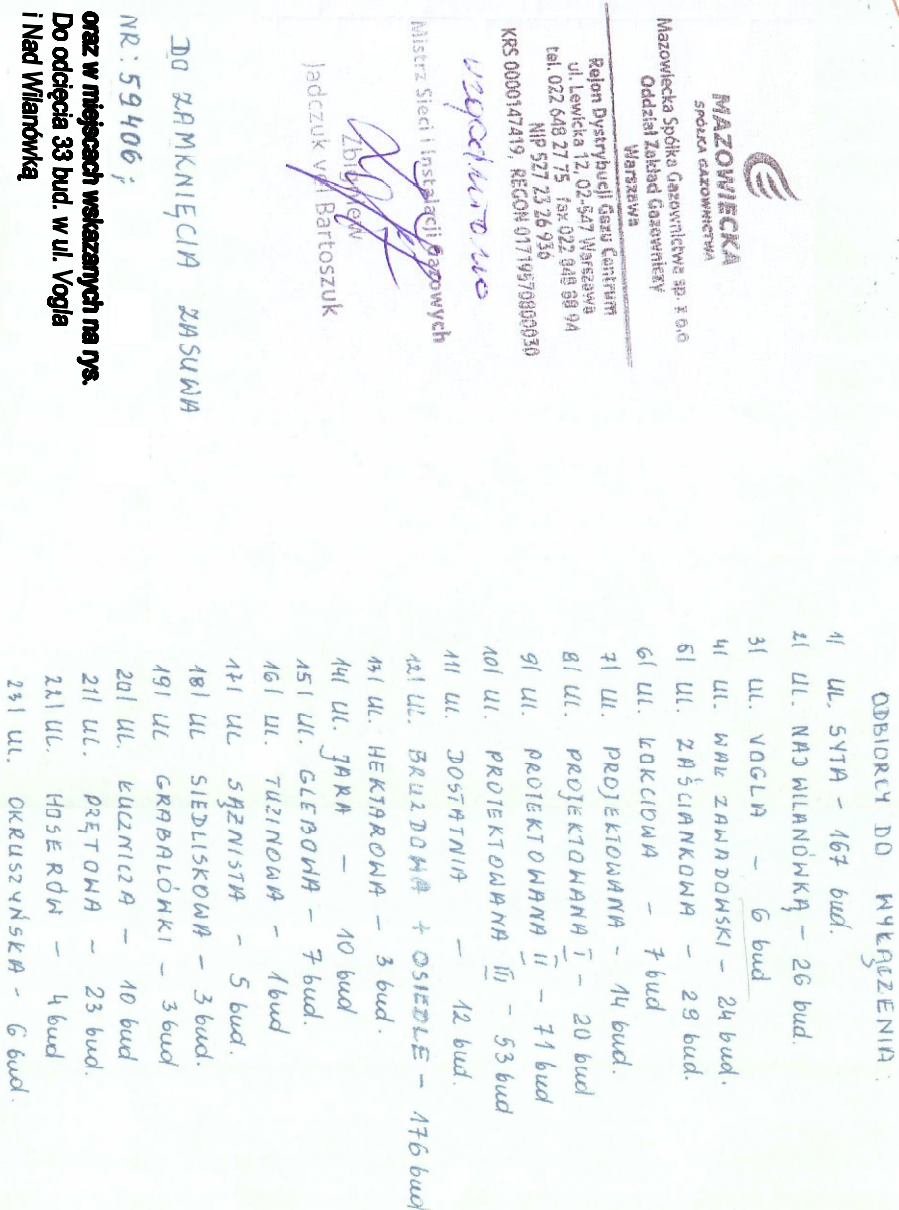 MAZOWIECKA
SPÓŁKA GAZOWNICTWA
Mazowiecka Spółka Gazownictwa sp. z o.o
Oddział Zakład Gazowniczy
Warszawa
Rejon Dystrybucji Gazu Centrum
ul. Lewicka 12, 02-547 Warszawa
tel. 022 648 27 75 fax 022 848 88 94
NIP 527 23 26 936
KRS 0000147419, REGON 01719570800030
Mistrz Sieci i Instalacji Gazowych
Zbigniew
Jadczuk vel Bartoszuk
DO ZAMKNIĘCIA ZASUWA
NR: 59406;
oraz w miejscach wskazanych na rys.
Do odcięcia 33 bud. w ul. Vogla
i Nad Wilanówką
ODBIORCY DO WYŁĄCZENIA:
1/ UL. SYTA - 167 bud.
2/ UL. NAD WILANÓWKĄ - 26 bud.
3/ UL. VOGLA - 6 bud
4/ UL. WAŁ ZAWADOWSKI - 24 bud.
5/ UL. ZAŚCIANKOWA - 29 bud.
6/ UL. ŁOKCIOWA - 7 bud
7/ UL. PROJEKTOWANA - 14 bud.
8/ UL. PROJEKTOWANA I - 20 bud
9/ UL. PROJEKTOWANA II - 71 bud
10/ UL. PROJEKTOWANA III - 53 bud
11/ UL. DOSTATNIA - 12 bud.
12/ UL. BRUZDOWA + OSIEDLE - 176 bud
13/ UL. HEKTAROWA - 3 bud.
14/ UL. JARA - 10 bud
15/ UL. GLEBOWA - 7 bud.
16/ UL. TUZINOWA - 1 bud
17/ UL SĄŻNISTA - 5 bud.
18/ UL SIEDLISKOWA - 3 bud.
19/ UL GRABALÓWKI - 3 bud
20/ UL. ŁUCZNICZA - 10 bud
21/ UL. PRĘTOWA - 23 bud.
22/ UL. HOSERÓW - 4 bud
23/ UL. OKRUSZYŃSKA - 6 bud.